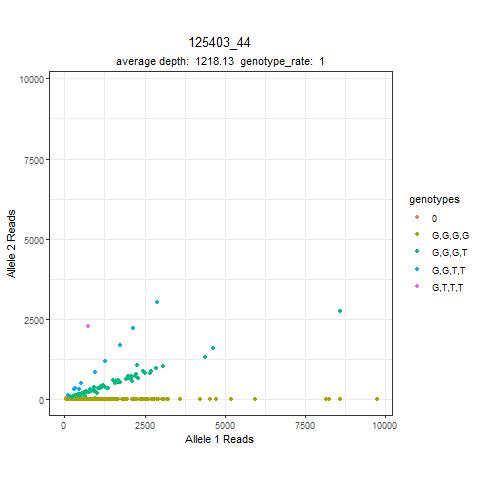 125403_44
average depth:  1218.13  genotype_rate:  1
10000
7500
5000
2500
0
Allele 2 Reads
0
2500
5000
7500
10000
Allele 1 Reads
genotypes
0
G,G,G,G
G,G,G,T
G,G,T,T
G,T,T,T